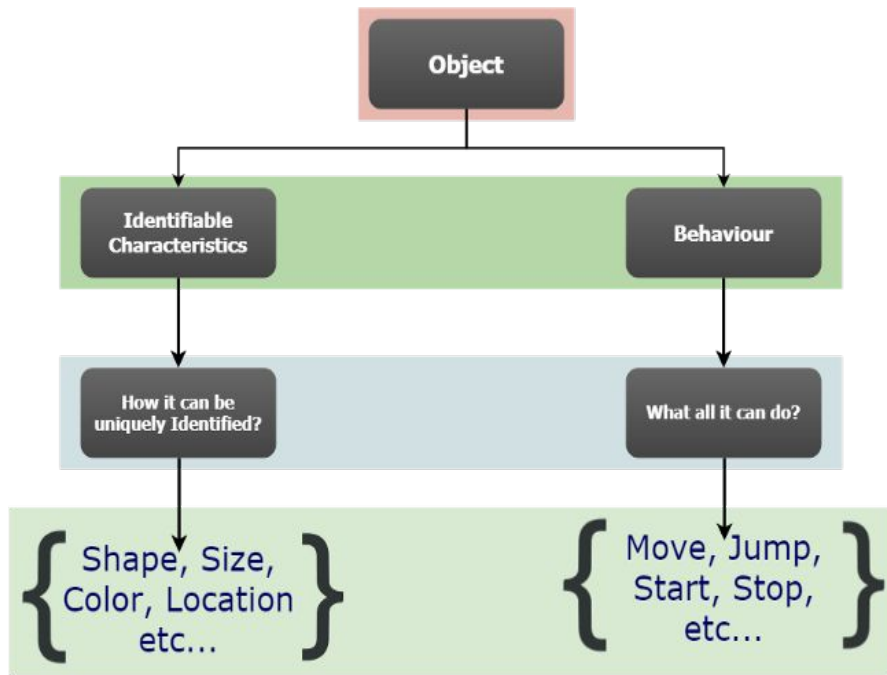 Object
Identifiable
Characteristics
Behaviour
How it can be
uniquely Identified?
What all it can do?
{ Shape, Size, }
Color, Location
etc...
{ Move, Jump, }
Start, Stop,
etc...